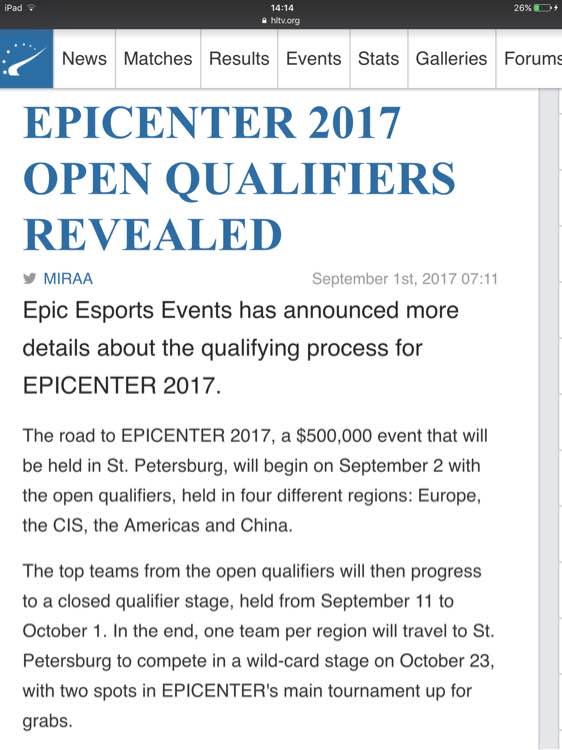 iPad 14:14 26%
hltv.org
News Matches Results Events Stats Galleries Forums
EPICENTER 2017
OPEN QUALIFIERS
REVEALED
MIRAA September 1st, 2017 07:11
Epic Esports Events has announced more
details about the qualifying process for
EPICENTER 2017.
The road to EPICENTER 2017, a $500,000 event that will
be held in St. Petersburg, will begin on September 2 with
the open qualifiers, held in four different regions: Europe,
the CIS, the Americas and China.
The top teams from the open qualifiers will then progress
to a closed qualifier stage, held from September 11 to
October 1. In the end, one team per region will travel to St.
Petersburg to compete in a wild-card stage on October 23,
with two spots in EPICENTER's main tournament up for
grabs.